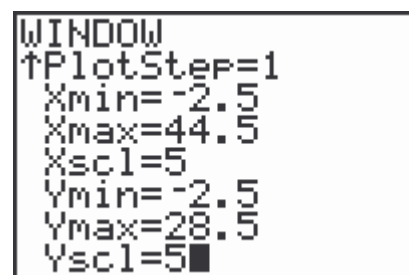 WINDOW
↑PlotStep=1
Xmin=-2.5
Xmax=44.5
Xscl=5
Ymin=-2.5
Ymax=28.5
Yscl=5